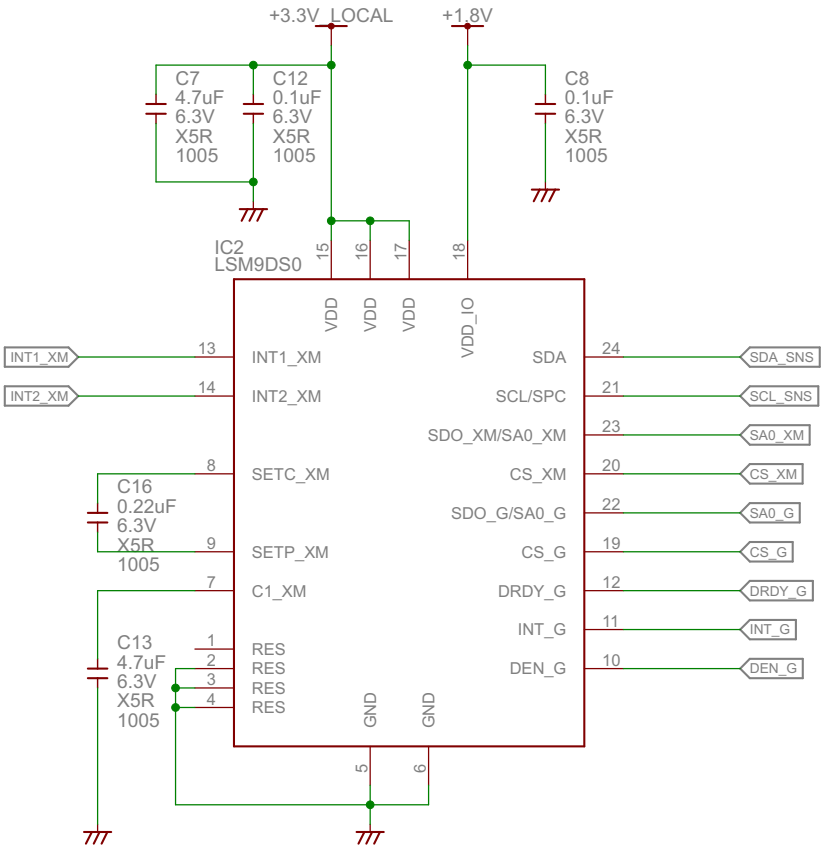 +3.3V_LOCAL
+1.8V
C7
4.7uF
6.3V
X5R
1005
C12
0.1uF
6.3V
X5R
1005
C8
0.1uF
6.3V
X5R
1005
IC2
LSM9DS0
15
16
17
18
VDD
VDD
VDD
VDD_IO
INT1_XM
13
INT1_XM
INT2_XM
14
INT2_XM
8
SETC_XM
C16
0.22uF
6.3V
X5R
1005
9
SETP_XM
7
C1_XM
C13
4.7uF
6.3V
X5R
1005
1
RES
2
RES
3
RES
4
RES
SDA
24
SDA_SNS
SCL/SPC
21
SCL_SNS
SDO_XM/SA0_XM
23
SA0_XM
CS_XM
20
CS_XM
SDO_G/SA0_G
22
SA0_G
CS_G
19
CS_G
DRDY_G
12
DRDY_G
INT_G
11
INT_G
DEN_G
10
DEN_G
GND
GND
5
6